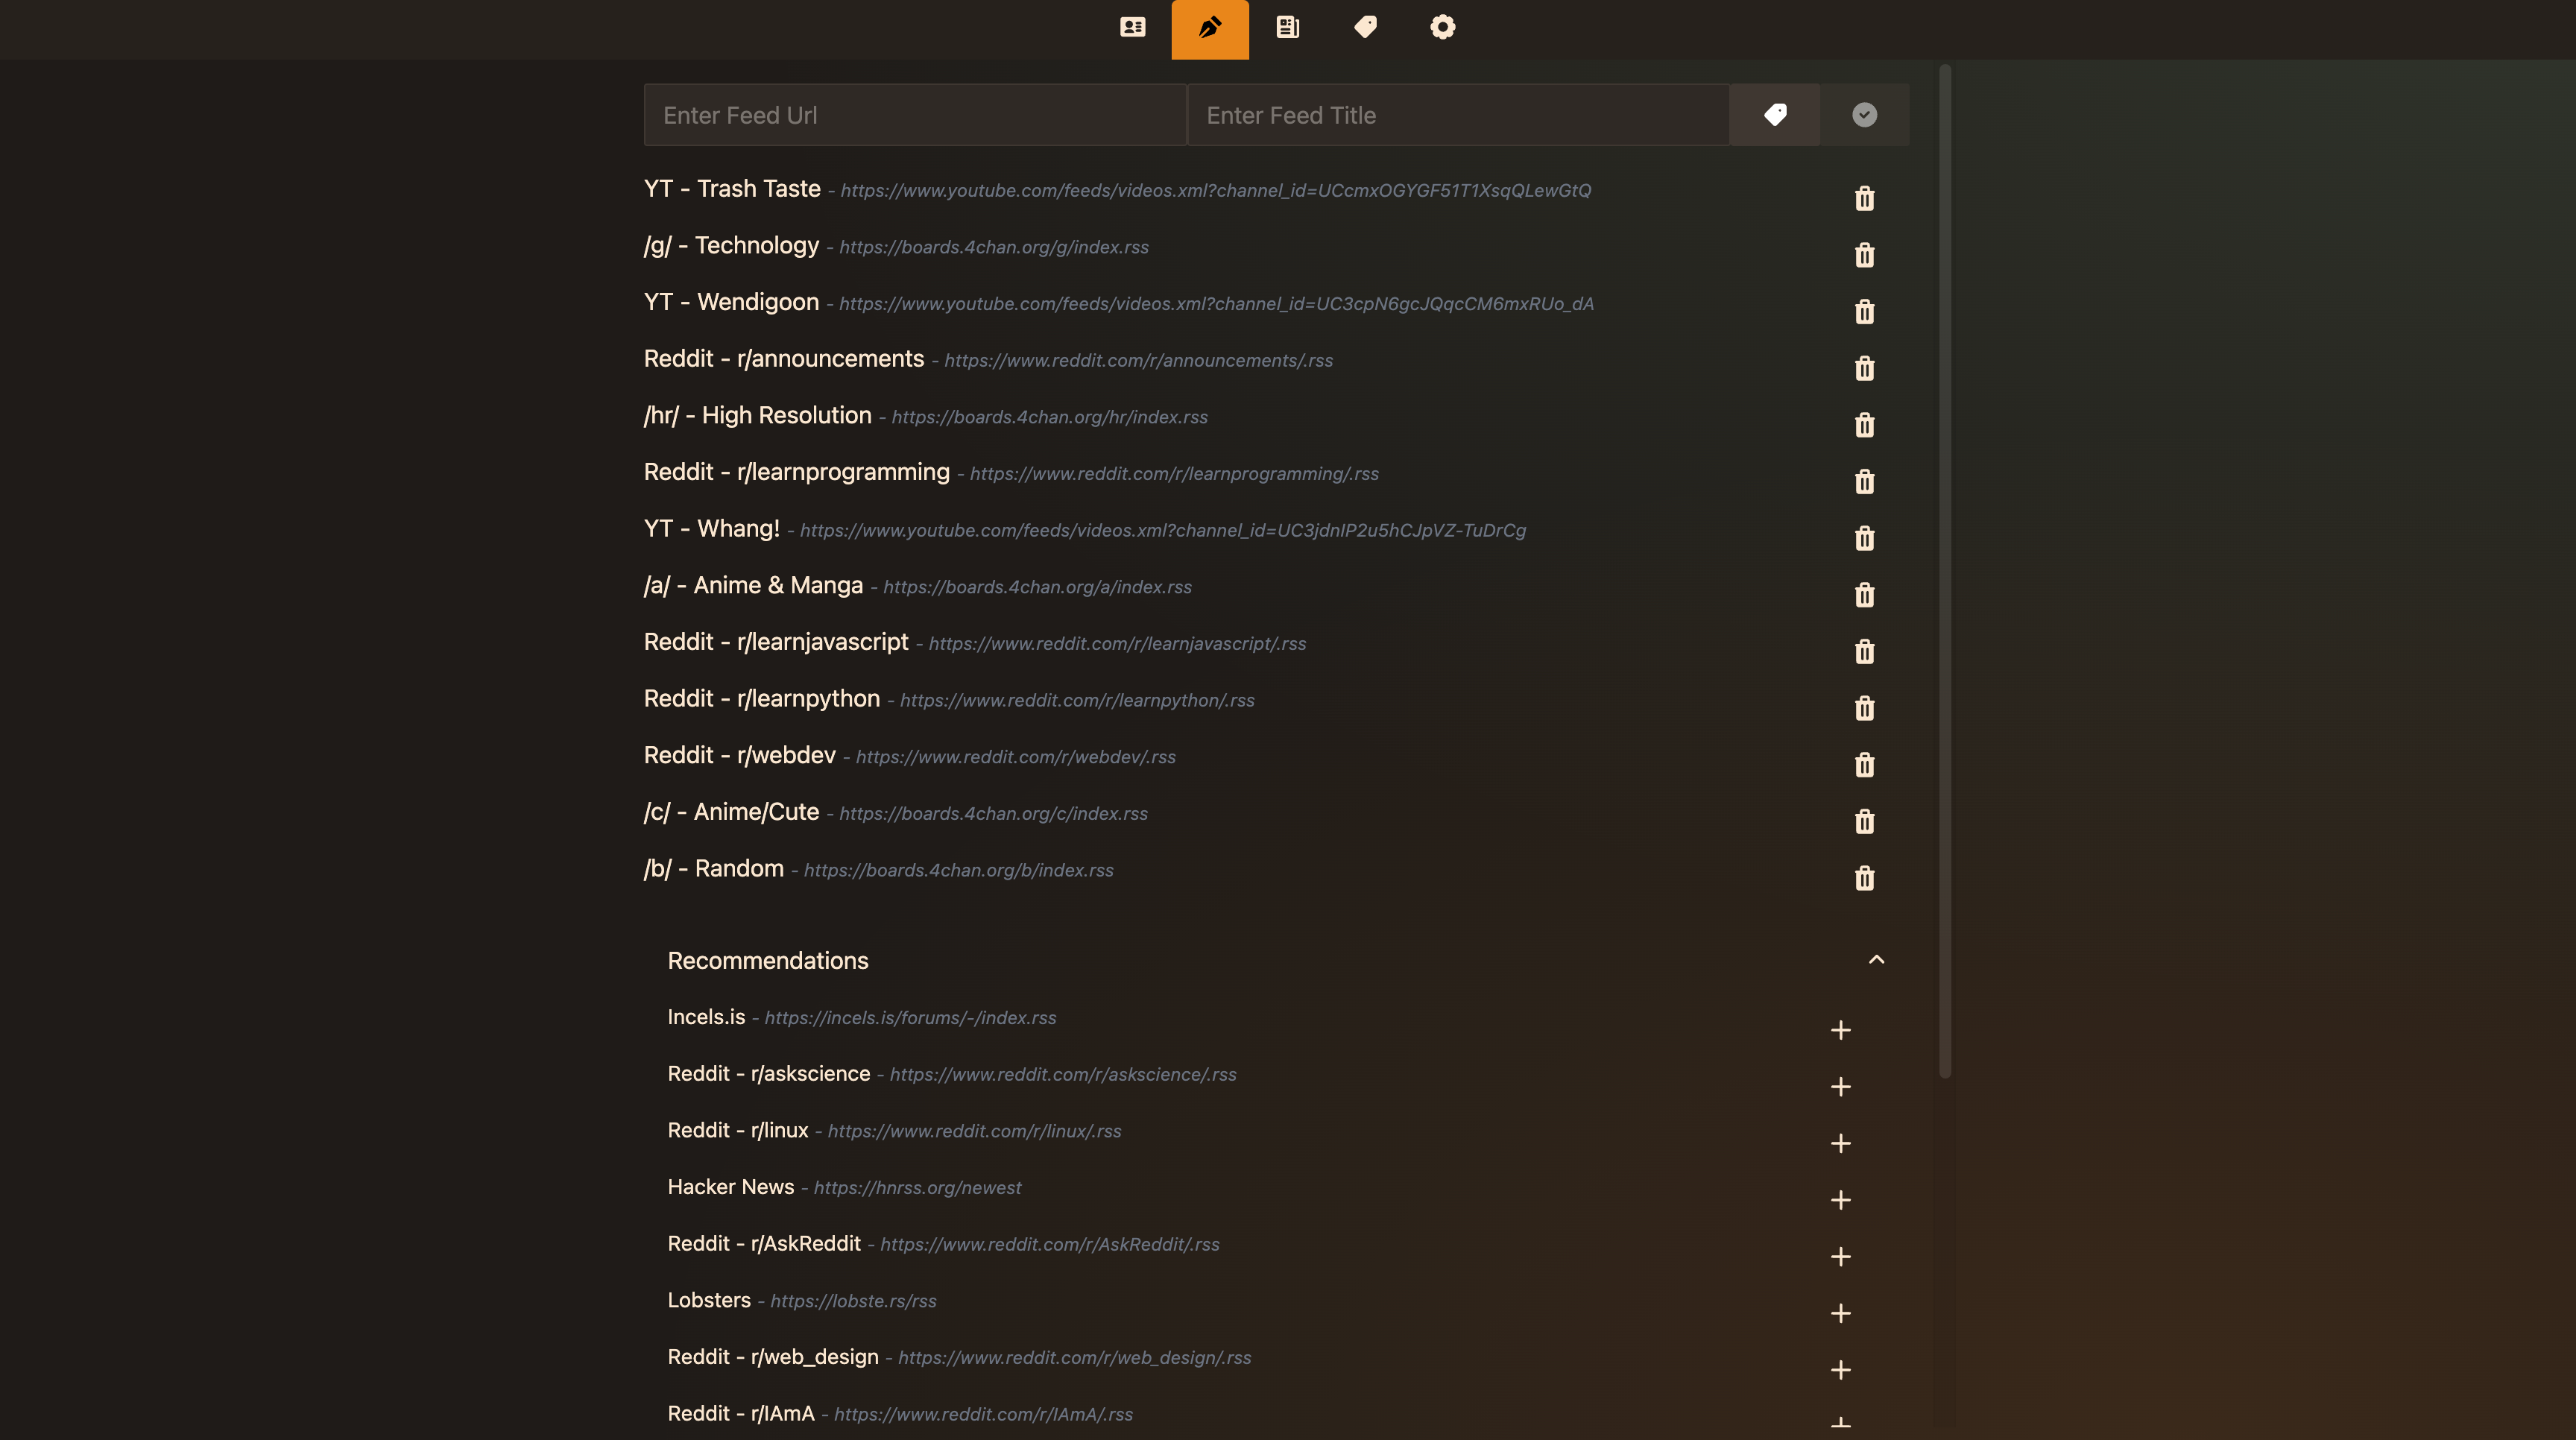 Enter Feed Url Enter Feed Title
YT - Trash Taste - https://www.youtube.com/feeds/videos.xml?channel_id=UCcmxOGYGF51T1XsqQLewGtQ
/g/ - Technology - https://boards.4chan.org/g/index.rss
YT - Wendigoon - https://www.youtube.com/feeds/videos.xml?channel_id=UC3cpN6gcJQqcCM6mxRUo_dA
Reddit - r/announcements - https://www.reddit.com/r/announcements/.rss
/hr/ - High Resolution - https://boards.4chan.org/hr/index.rss
Reddit - r/learnprogramming - https://www.reddit.com/r/learnprogramming/.rss
YT - Whang! - https://www.youtube.com/feeds/videos.xml?channel_id=UC3jdnIP2u5hCJpVZ-TuDrCg
/a/ - Anime & Manga - https://boards.4chan.org/a/index.rss
Reddit - r/learnjavascript - https://www.reddit.com/r/learnjavascript/.rss
Reddit - r/learnpython - https://www.reddit.com/r/learnpython/.rss
Reddit - r/webdev - https://www.reddit.com/r/webdev/.rss
/c/ - Anime/Cute - https://boards.4chan.org/c/index.rss
/b/ - Random - https://boards.4chan.org/b/index.rss
Recommendations
Incels.is - https://incels.is/forums/-/index.rss
Reddit - r/askscience - https://www.reddit.com/r/askscience/.rss
Reddit - r/linux - https://www.reddit.com/r/linux/.rss
Hacker News - https://hnrss.org/newest
Reddit - r/AskReddit - https://www.reddit.com/r/AskReddit/.rss
Lobsters - https://lobste.rs/rss
Reddit - r/web_design - https://www.reddit.com/r/web_design/.rss
Reddit - r/IAmA - https://www.reddit.com/r/IAmA/.rss